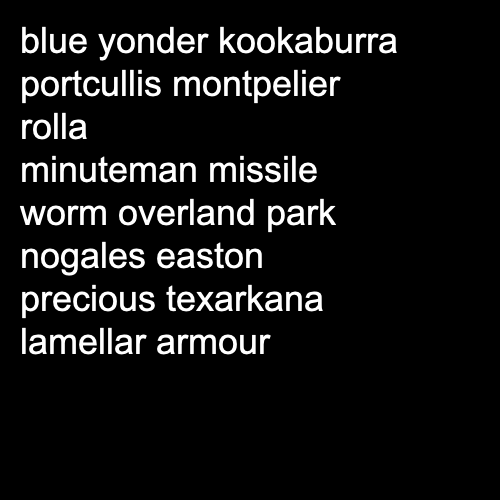 blue yonder kookaburra
portcullis montpelier
rolla
minuteman missile
worm overland park
nogales easton
precious texarkana
lamellar armour